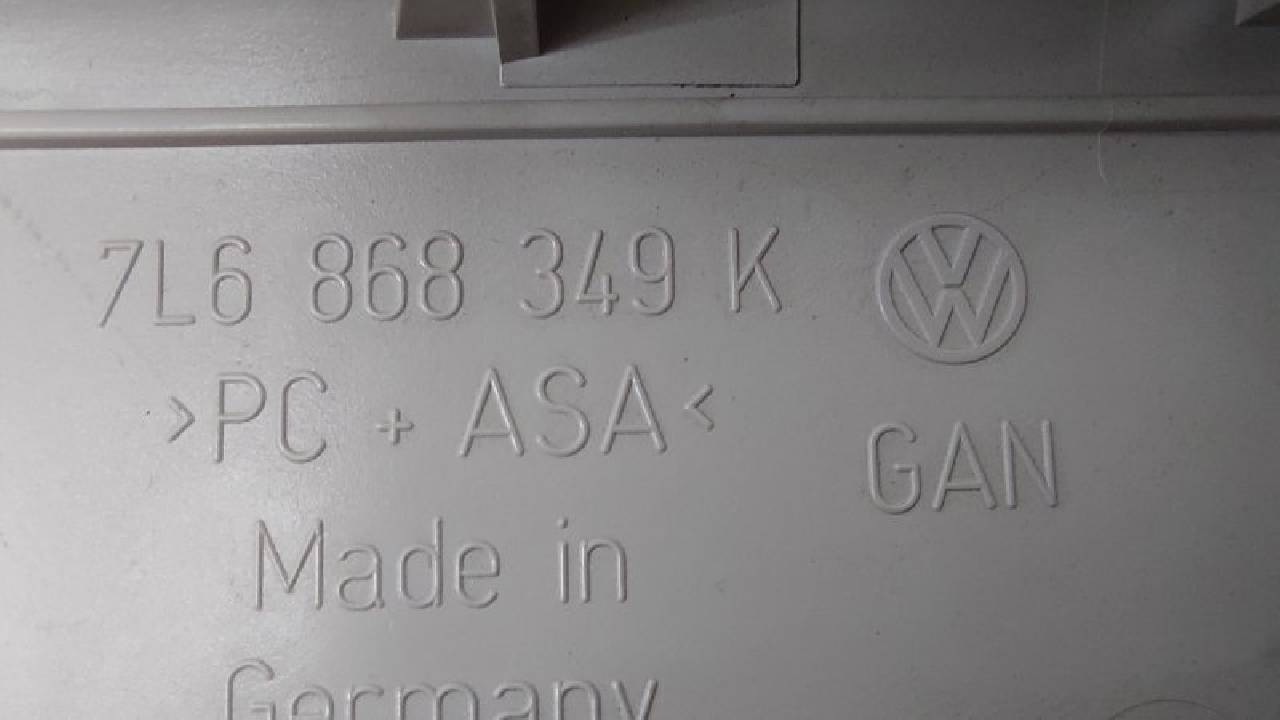 7L6 868 349 K
>PC + ASA<
GAN
Made in
Germany